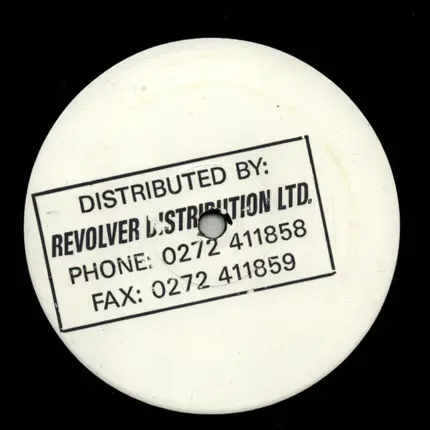 DISTRIBUTED BY:
REVOLVER DISTRIBUTION LTD.
PHONE: 0272 411858
FAX: 0272 411859